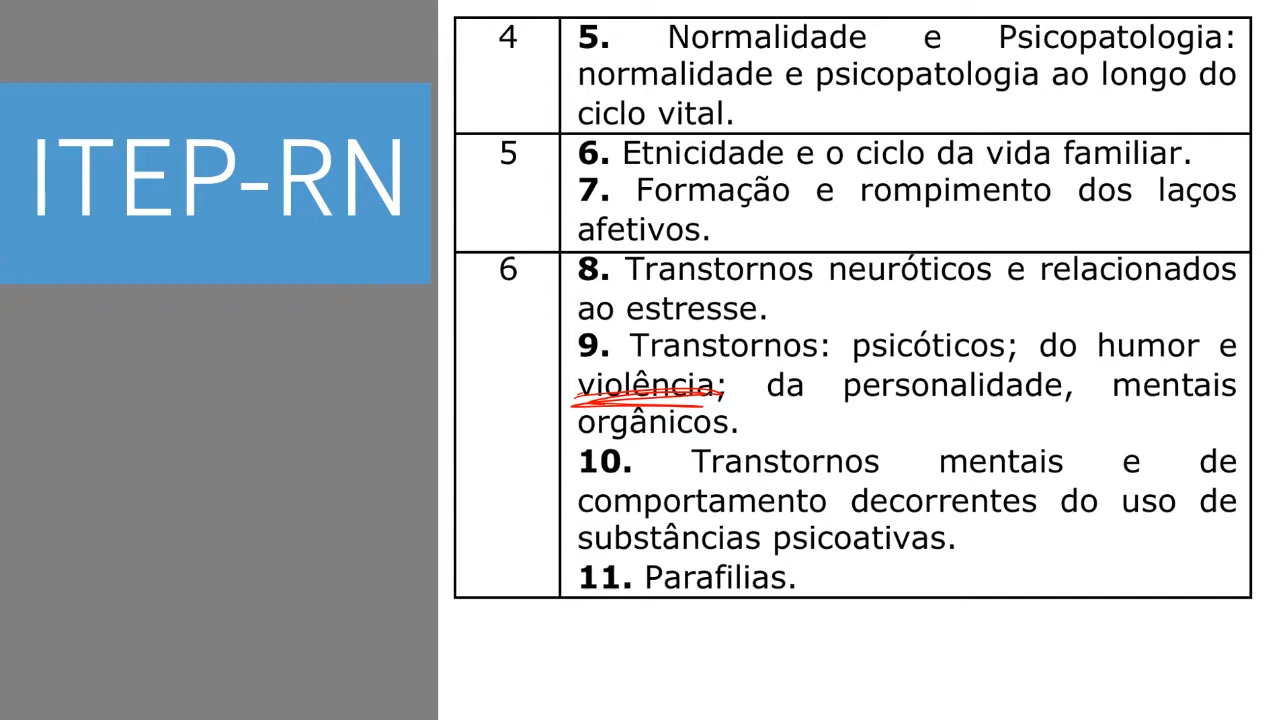 ITEP-RN
4
5. Normalidade e Psicopatologia:
normalidade e psicopatologia ao longo do
ciclo vital.
5
6. Etnicidade e o ciclo da vida familiar.
7. Formação e rompimento dos laços
afetivos.
6
8. Transtornos neuróticos e relacionados
ao estresse.
9. Transtornos: psicóticos; do humor e
violência; da personalidade, mentais
orgânicos.
10. Transtornos mentais e de
comportamento decorrentes do uso de
substâncias psicoativas.
11. Parafilias.